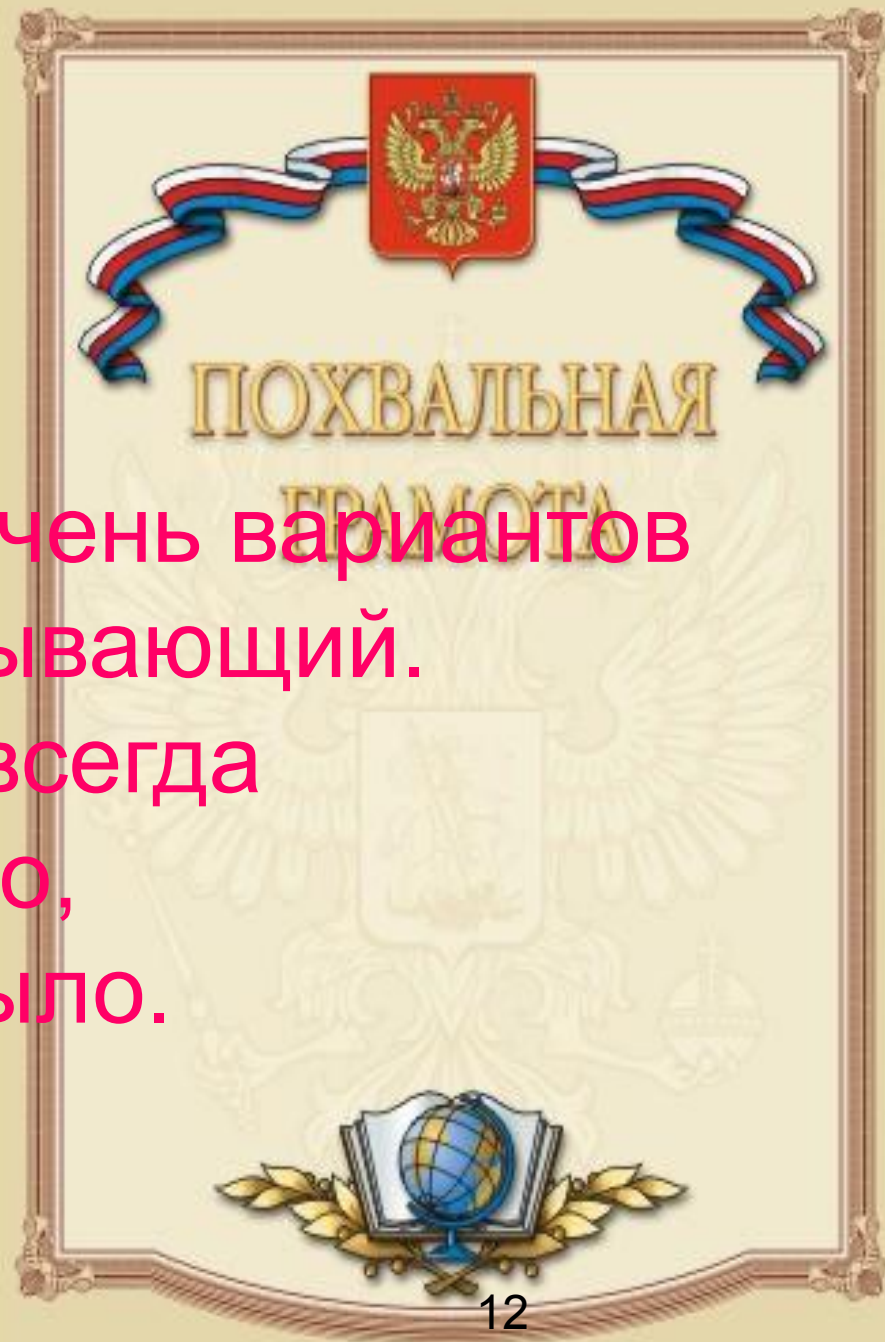 ПОХВАЛЬНАЯ
ГРАМОТА
чень вариантов
ывающий.
всегда
о,
ыло.
12